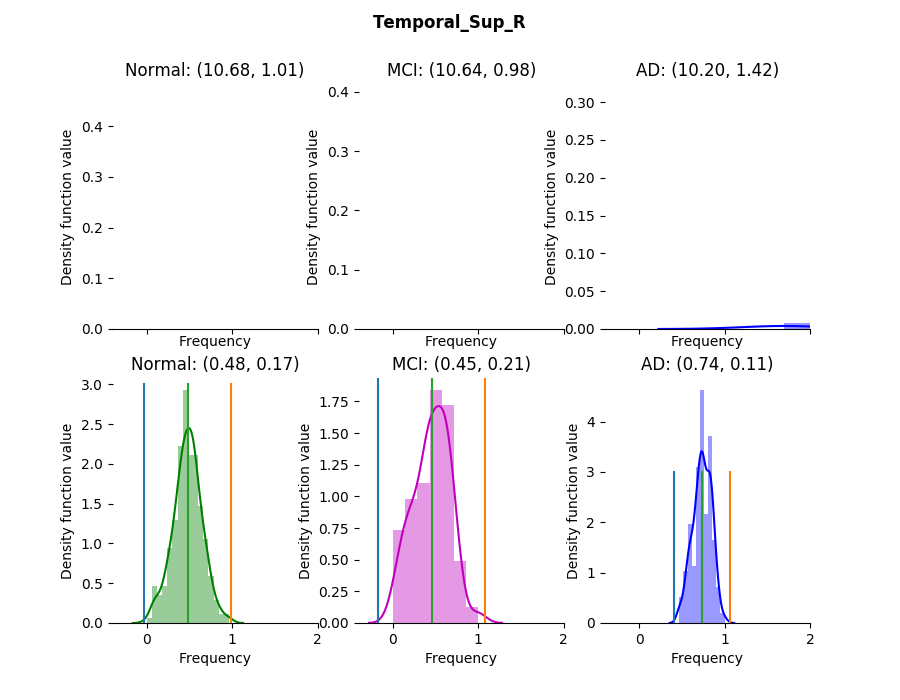 Temporal_Sup_R
Normal: (10.68, 1.01)
MCI: (10.64, 0.98)
AD: (10.20, 1.42)
Density function value
0.4
0.3
0.2
0.1
0.0
Frequency
Density function value
0.4
0.3
0.2
0.1
0.0
Frequency
Density function value
0.30
0.25
0.20
0.15
0.10
0.05
0.00
Frequency
Normal: (0.48, 0.17)
MCI: (0.45, 0.21)
AD: (0.74, 0.11)
Density function value
3.0
2.5
2.0
1.5
1.0
0.5
0.0
0 1 2
Frequency
Density function value
1.75
1.50
1.25
1.00
0.75
0.50
0.25
0.00
0 1 2
Frequency
Density function value
4
3
2
1
0
0 1 2
Frequency